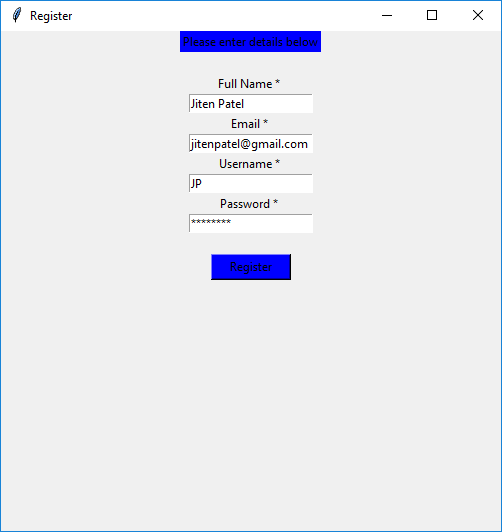 Register
Please enter details below
Full Name *
Jiten Patel
Email *
jitenpatel@gmail.com
Username *
JP
Password *
********
Register